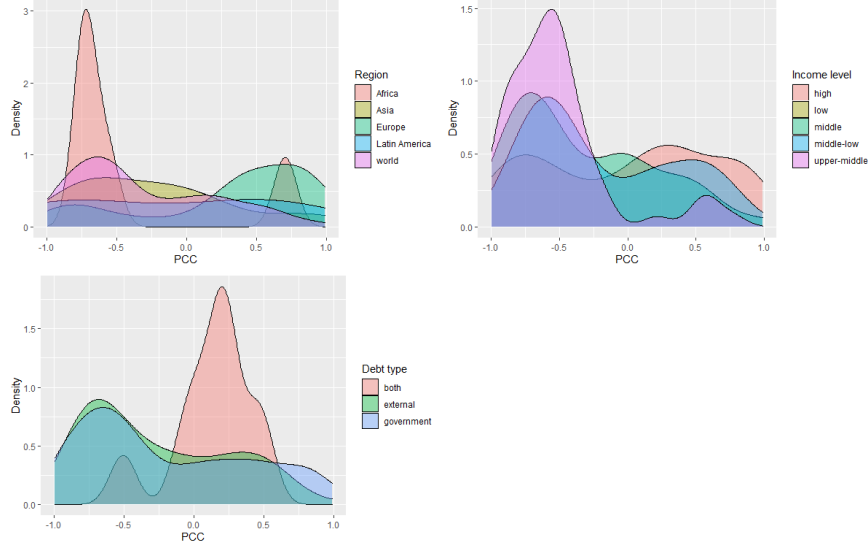 Density
3
2
1
0
-1.0 -0.5 0.0 0.5 1.0
PCC
Region
Africa
Asia
Europe
Latin America
world
Density
1.5
1.0
0.5
0.0
-1.0 -0.5 0.0 0.5 1.0
PCC
Income level
high
low
middle
middle-low
upper-middle
Density
1.5
1.0
0.5
0.0
-1.0 -0.5 0.0 0.5 1.0
PCC
Debt type
both
external
government